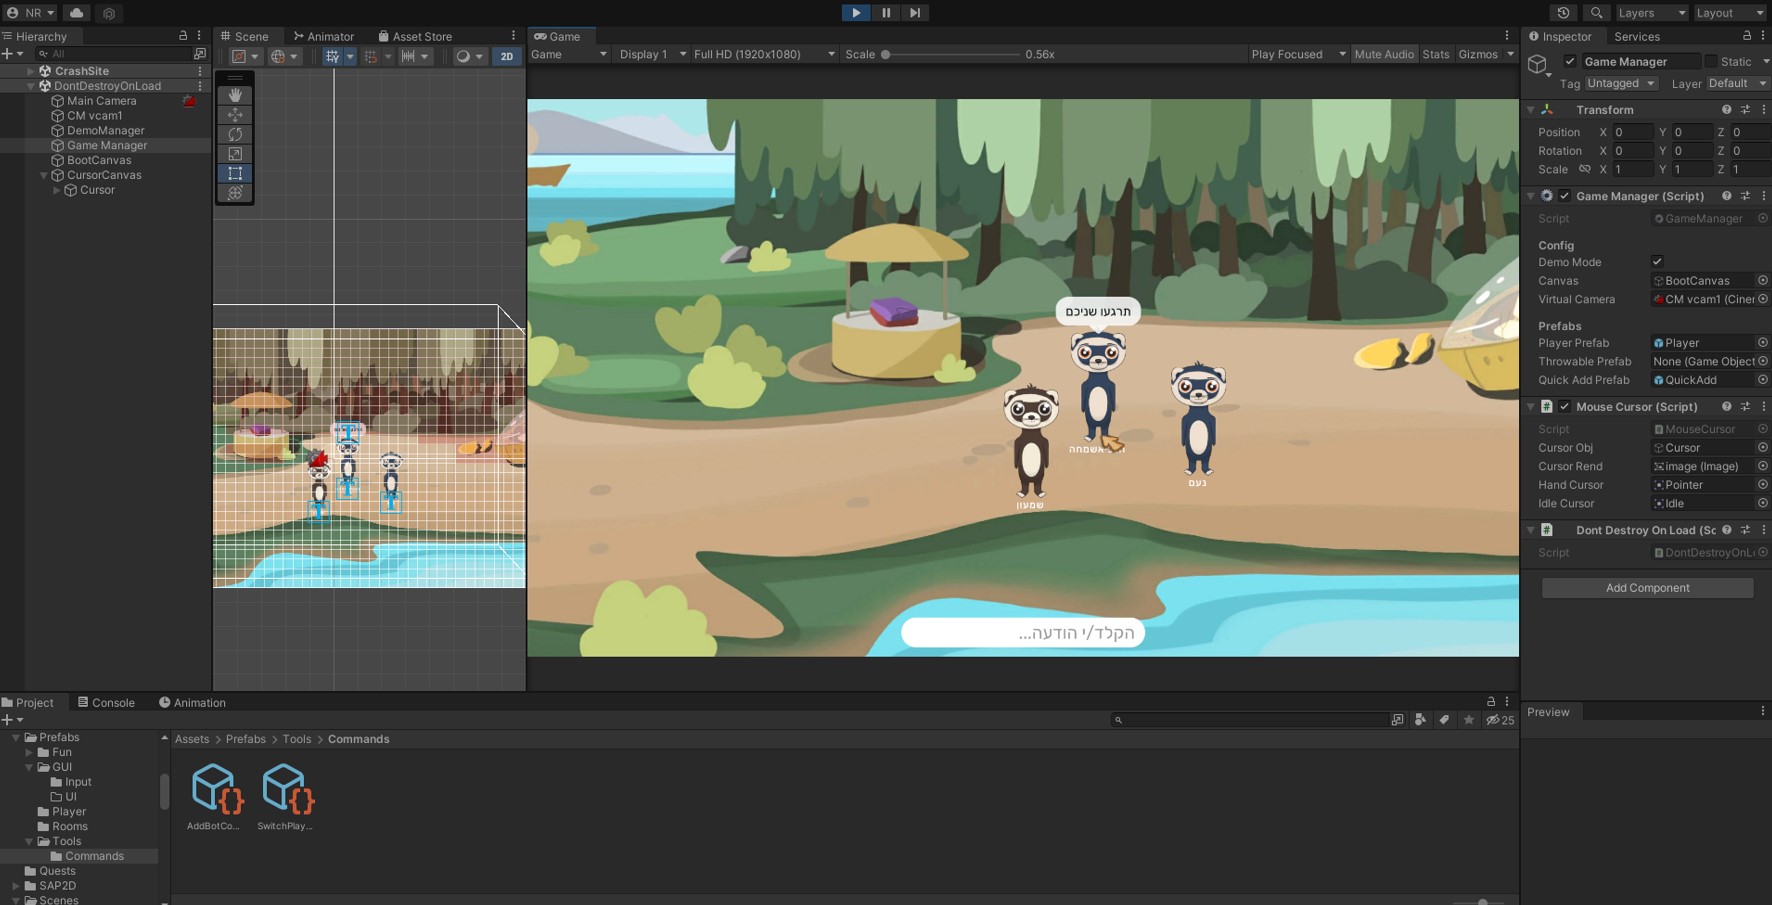 NR
Layers
Layout
Hierarchy
All
CrashSite
DontDestroyOnLoad
Main Camera
CM vcam1
DemoManager
Game Manager
BootCanvas
CursorCanvas
Cursor
Scene
Animator
Asset Store
2D
Game
Game
Display 1
Full HD (1920x1080)
Scale
0.56x
Play Focused
Mute Audio
Stats
Gizmos
תרגעו שניכם
נעם
שמעון
הקלד/י הודעה...
Inspector
Services
Game Manager
Static
Tag
Untagged
Layer
Default
Transform
Position X 0 Y 0 Z 0
Rotation X 0 Y 0 Z 0
Scale X 1 Y 1 Z 1
Game Manager (Script)
Script
GameManager
Config
Demo Mode
Canvas
BootCanvas
Virtual Camera
CM vcam1 (Ciner
Prefabs
Player Prefab
Player
Throwable Prefab
None (Game Object
Quick Add Prefab
QuickAdd
Mouse Cursor (Script)
Script
MouseCursor
Cursor Obj
Cursor
Cursor Rend
image (Image)
Hand Cursor
Pointer
Idle Cursor
Idle
Dont Destroy On Load (Sc
Script
DontDestroyOnL
Add Component
Preview
Project
Console
Animation
25
Prefabs
Fun
GUI
Input
UI
Player
Rooms
Tools
Commands
Quests
SAP2D
Scenes
Assets > Prefabs > Tools > Commands
AddBotCo...
SwitchPlay...